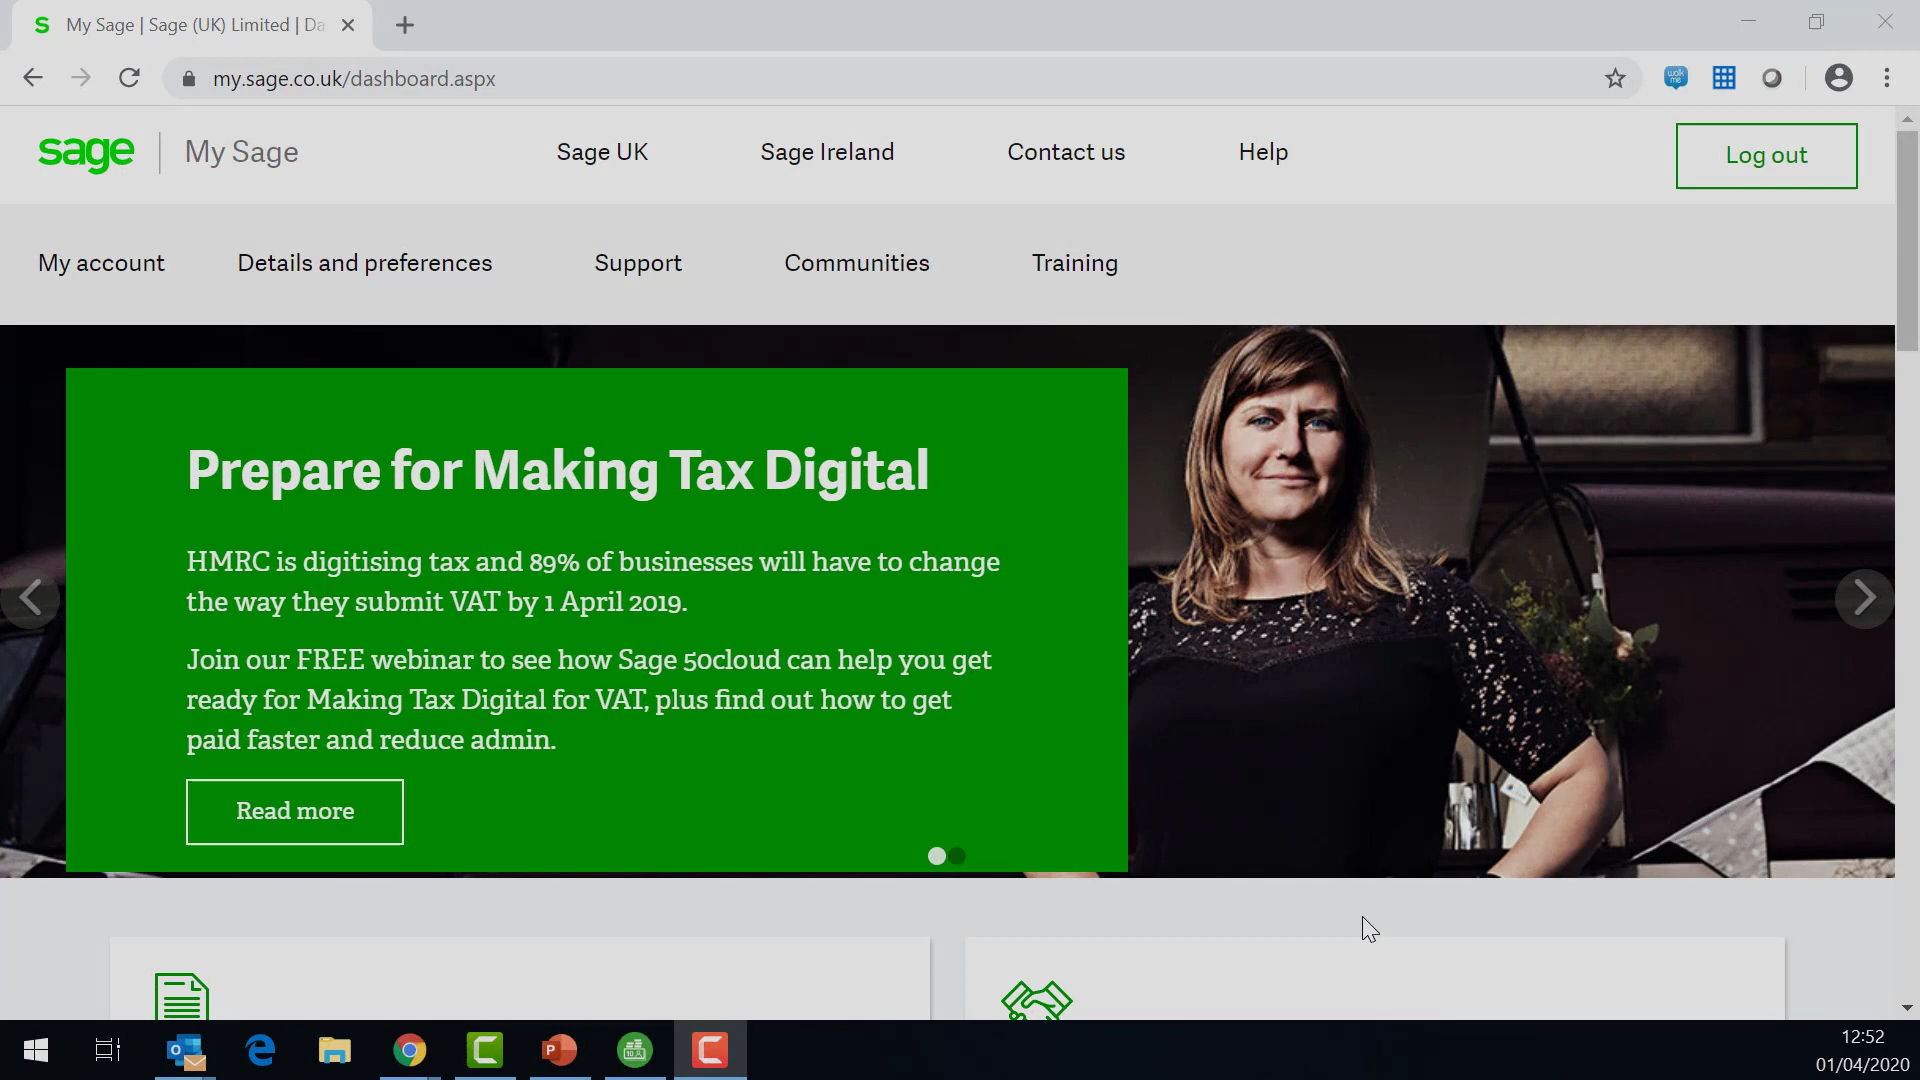 My Sage | Sage (UK) Limited | Da
my.sage.co.uk/dashboard.aspx
walk me
sage
My Sage
Sage UK
Sage Ireland
Contact us
Help
Log out
My account
Details and preferences
Support
Communities
Training
Prepare for Making Tax Digital
HMRC is digitising tax and 89% of businesses will have to change
the way they submit VAT by 1 April 2019.
Join our FREE webinar to see how Sage 50cloud can help you get
ready for Making Tax Digital for VAT, plus find out how to get
paid faster and reduce admin.
Read more
12:52
01/04/2020